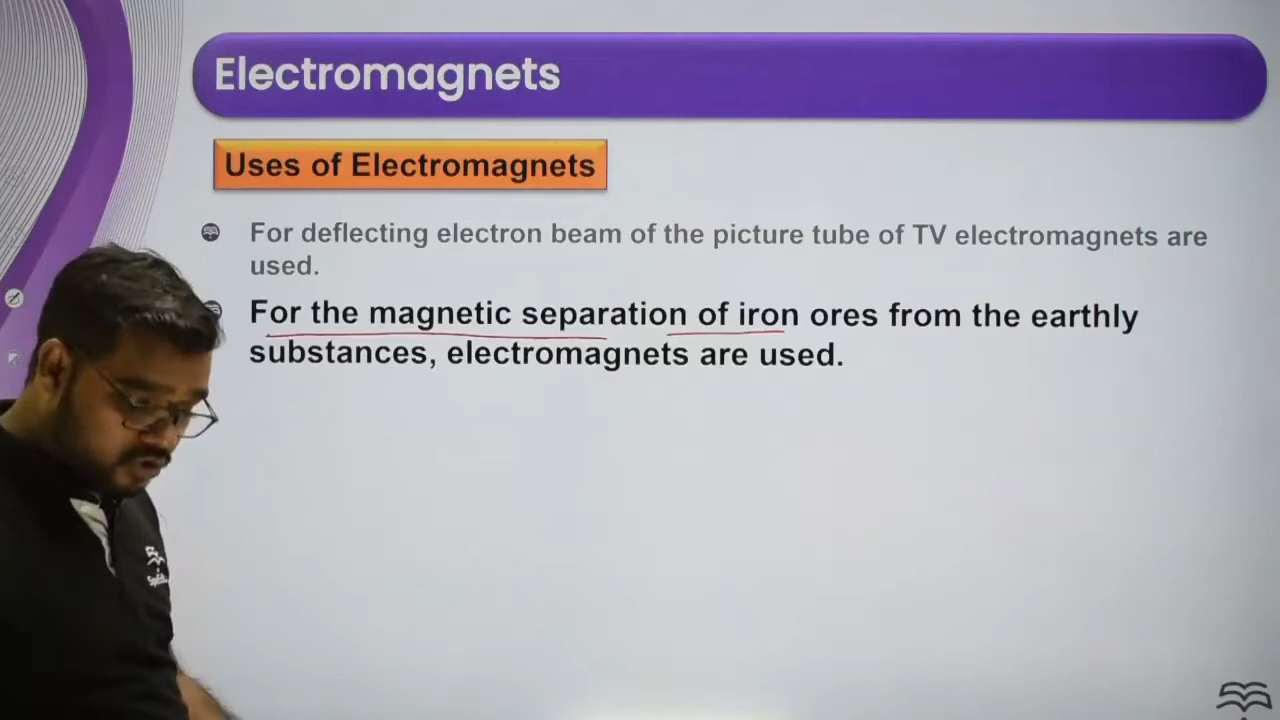 Electromagnets
Uses of Electromagnets
For deflecting electron beam of the picture tube of TV electromagnets are
used.
For the magnetic separation of iron ores from the earthly
substances, electromagnets are used.